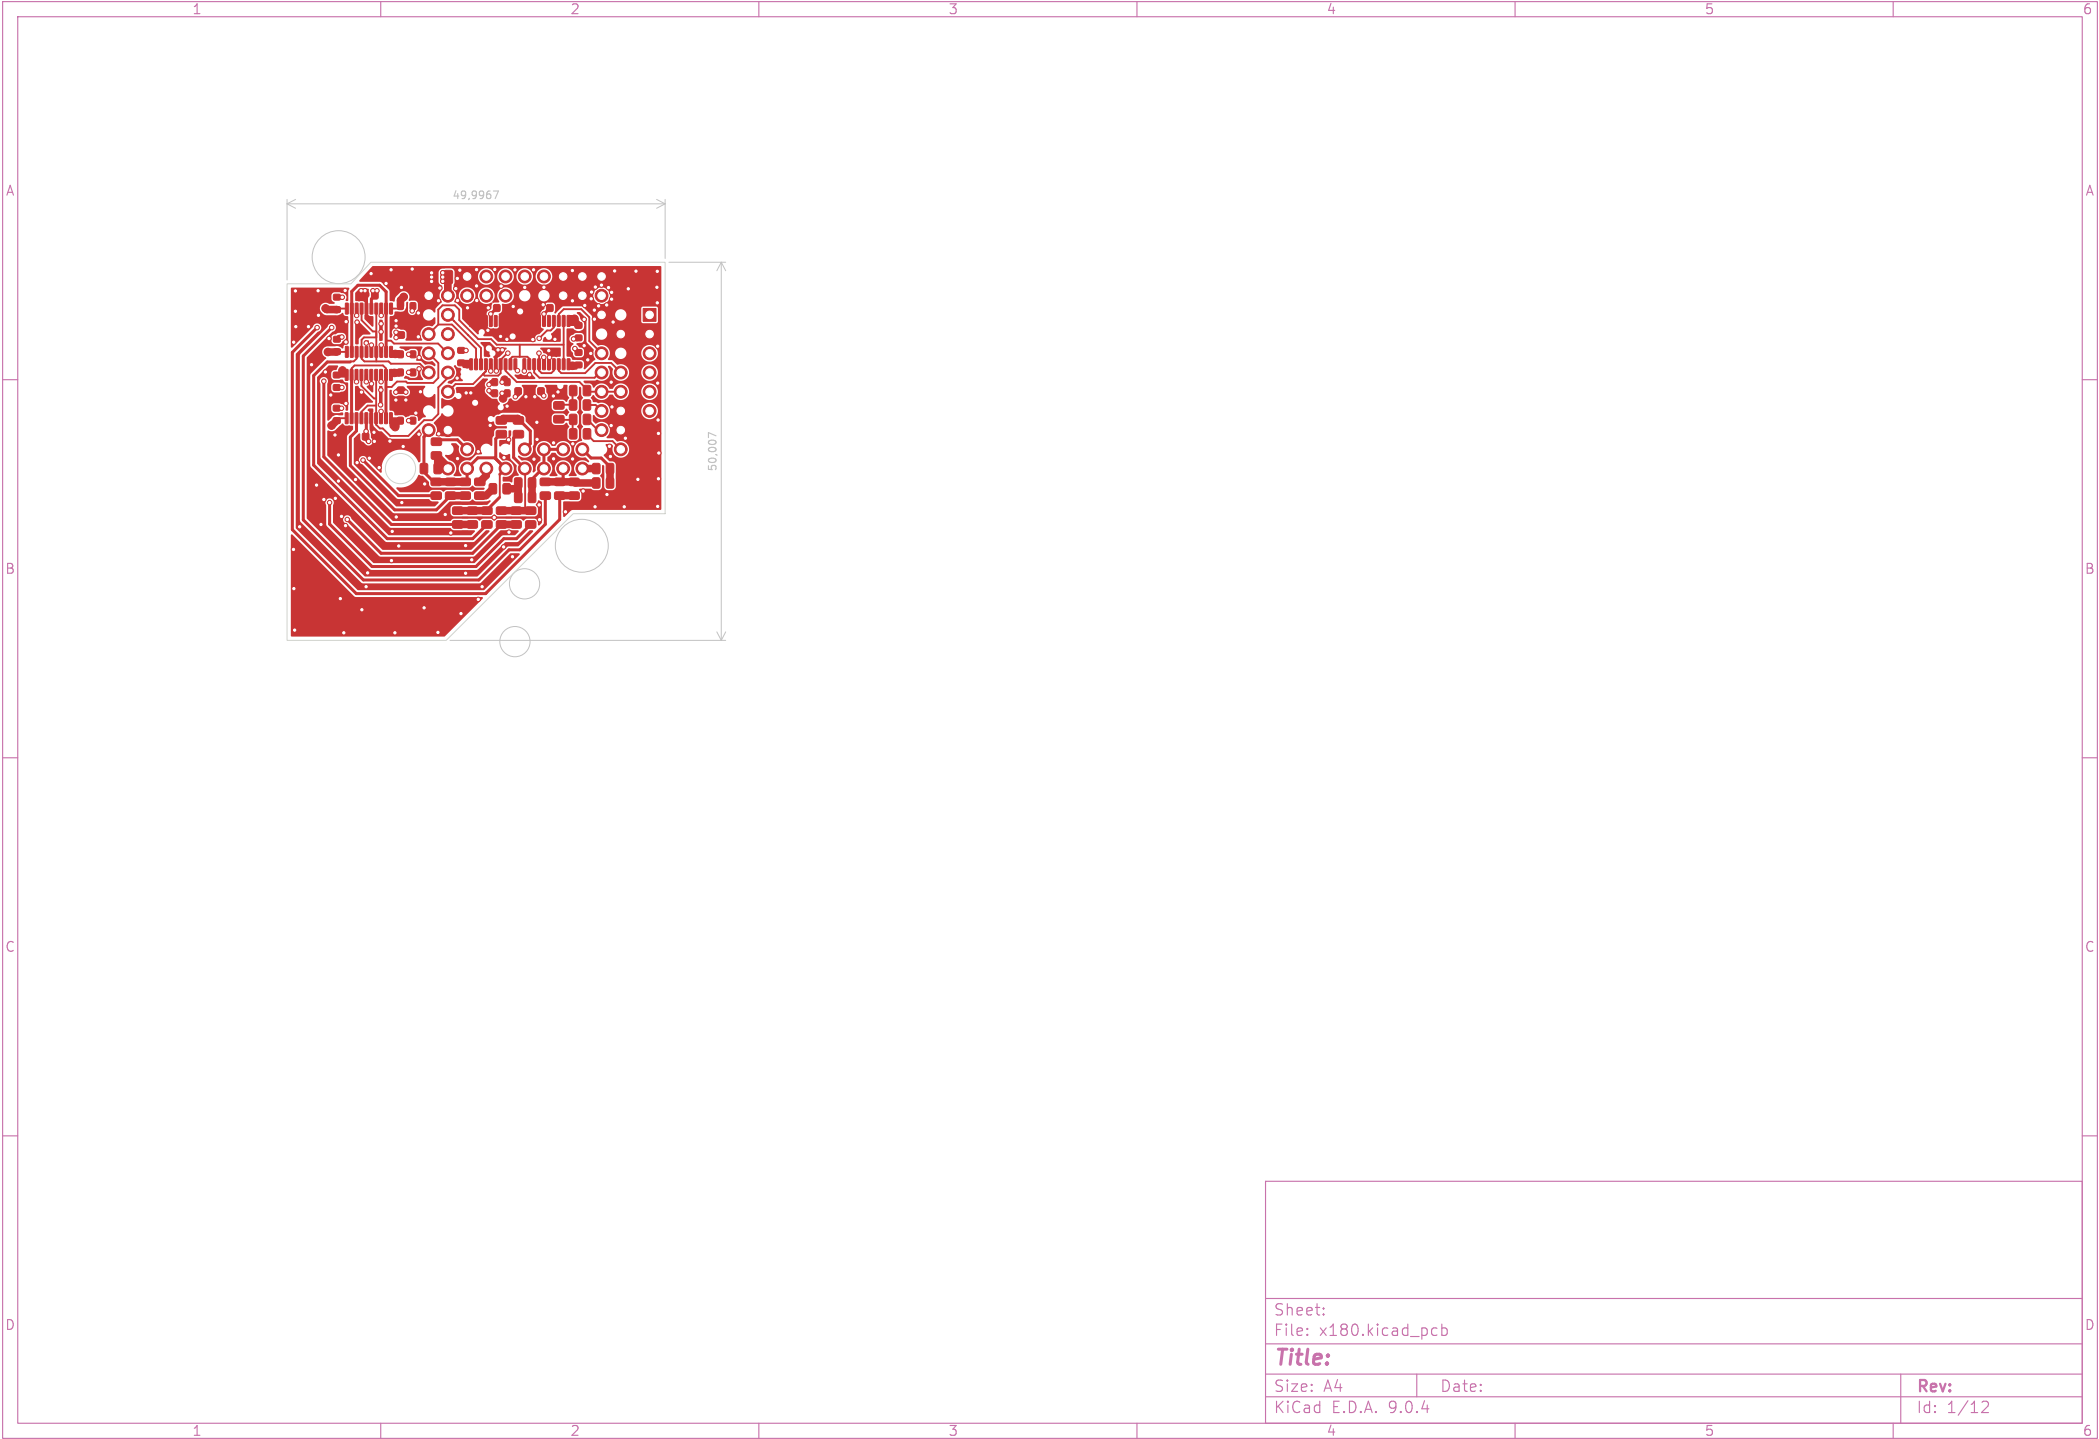 1 2 3 4 5 6
A A
49,9967
50,007
B B
C C
Sheet:
File: x180.kicad_pcb
D D
Title:
Size: A4 Date: Rev:
KiCad E.D.A. 9.0.4 Id: 1/12
1 2 3 4 5 6